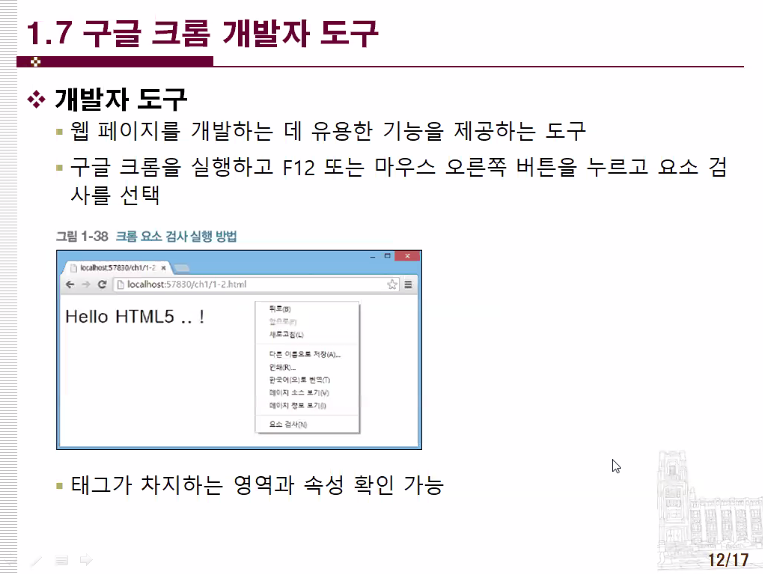 1.7 구글 크롬 개발자 도구
개발자 도구
웹 페이지를 개발하는 데 유용한 기능을 제공하는 도구
구글 크롬을 실행하고 F12 또는 마우스 오른쪽 버튼을 누르고 요소 검
사를 선택
그림 1-38 크롬 요소 검사 실행 방법
localhost:57830/ch1/1-2
localhost:57830/ch1/1-2.html
Hello HTML5 .. !
뒤로(B)
앞으로(F)
새로고침(L)
다른 이름으로 저장(A)...
인쇄(R)...
한국어(으)로 번역(T)
페이지 소스 보기(V)
페이지 정보 보기(I)
요소 검사(N)
태그가 차지하는 영역과 속성 확인 가능
12/17